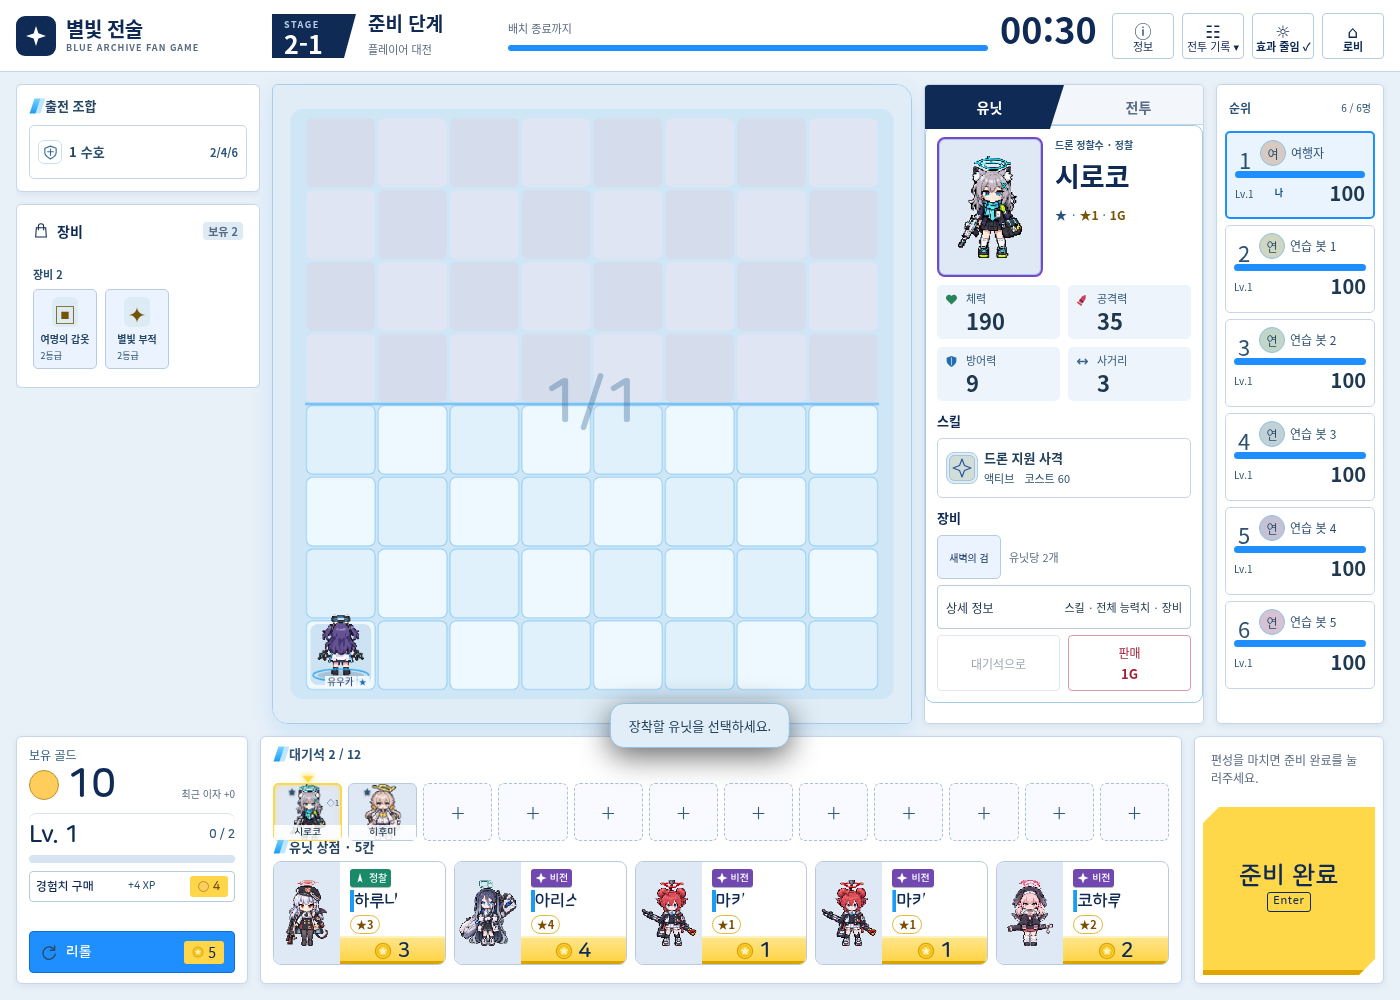 별빛 전술
BLUE ARCHIVE FAN GAME
STAGE
2-1
준비 단계
플레이어 대전
배치 종료까지
00:30
정보
전투 기록 ▾
효과 줄임 ✓
로비
출전 조합
1 수호
2/4/6
장비
보유 2
장비 2
여명의 갑옷
2등급
별빛 부적
2등급
1/1
유우카 ★
유닛
전투
드론 정찰수 · 정찰
시로코
★ · ★1 · 1G
체력
190
공격력
35
방어력
9
사거리
3
스킬
드론 지원 사격
액티브 코스트 60
장비
새벽의 검
유닛당 2개
상세 정보
스킬 · 전체 능력치 · 장비
대기석으로
판매
1G
순위
6 / 6명
1
여
여행자
Lv.1
나
100
2
연
연습 봇 1
Lv.1
100
3
연
연습 봇 2
Lv.1
100
4
연
연습 봇 3
Lv.1
100
5
연
연습 봇 4
Lv.1
100
6
연
연습 봇 5
Lv.1
100
장착할 유닛을 선택하세요.
보유 골드
10
최근 이자 +0
Lv. 1
0 / 2
경험치 구매
+4 XP
4
리롤
5
대기석 2 / 12
◇1
시로코
히후미
유닛 상점 · 5칸
정찰
하루나
★3
3
비전
아리스
★4
4
비전
마키
★1
1
비전
마키
★1
1
비전
코하루
★2
2
편성을 마치면 준비 완료를 눌
러주세요.
준비 완료
Enter